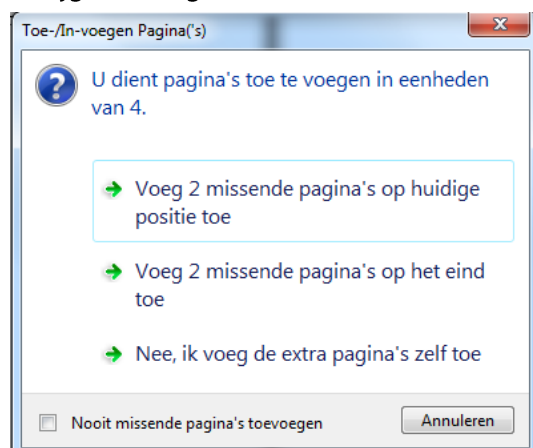 Toe-/In-voegen Pagina('s)
U dient pagina's toe te voegen in eenheden
van 4.
Voeg 2 missende pagina's op huidige
positie toe
Voeg 2 missende pagina's op het eind
toe
Nee, ik voeg de extra pagina's zelf toe
Nooit missende pagina's toevoegen
Annuleren